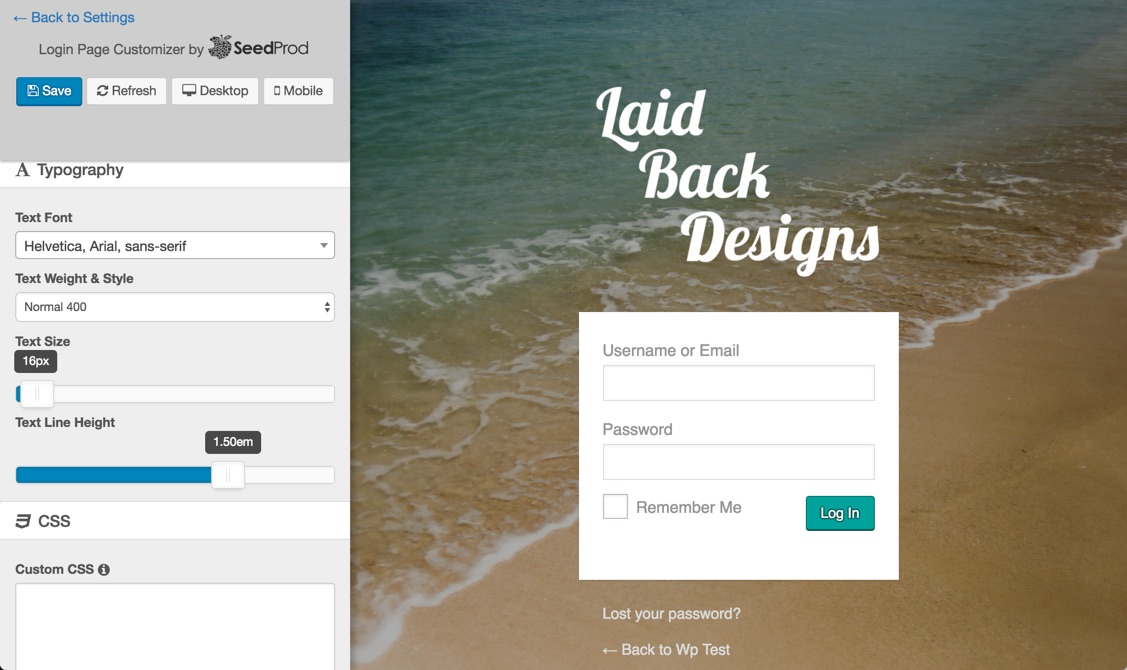 ← Back to Settings
Login Page Customizer by SeedProd
Save Refresh Desktop Mobile
Typography
Text Font
Helvetica, Arial, sans-serif
Text Weight & Style
Normal 400
Text Size
16px
Text Line Height
1.50em
CSS
Custom CSS
Laid
Back
Designs
Username or Email
Password
Remember Me
Log In
Lost your password?
← Back to Wp Test